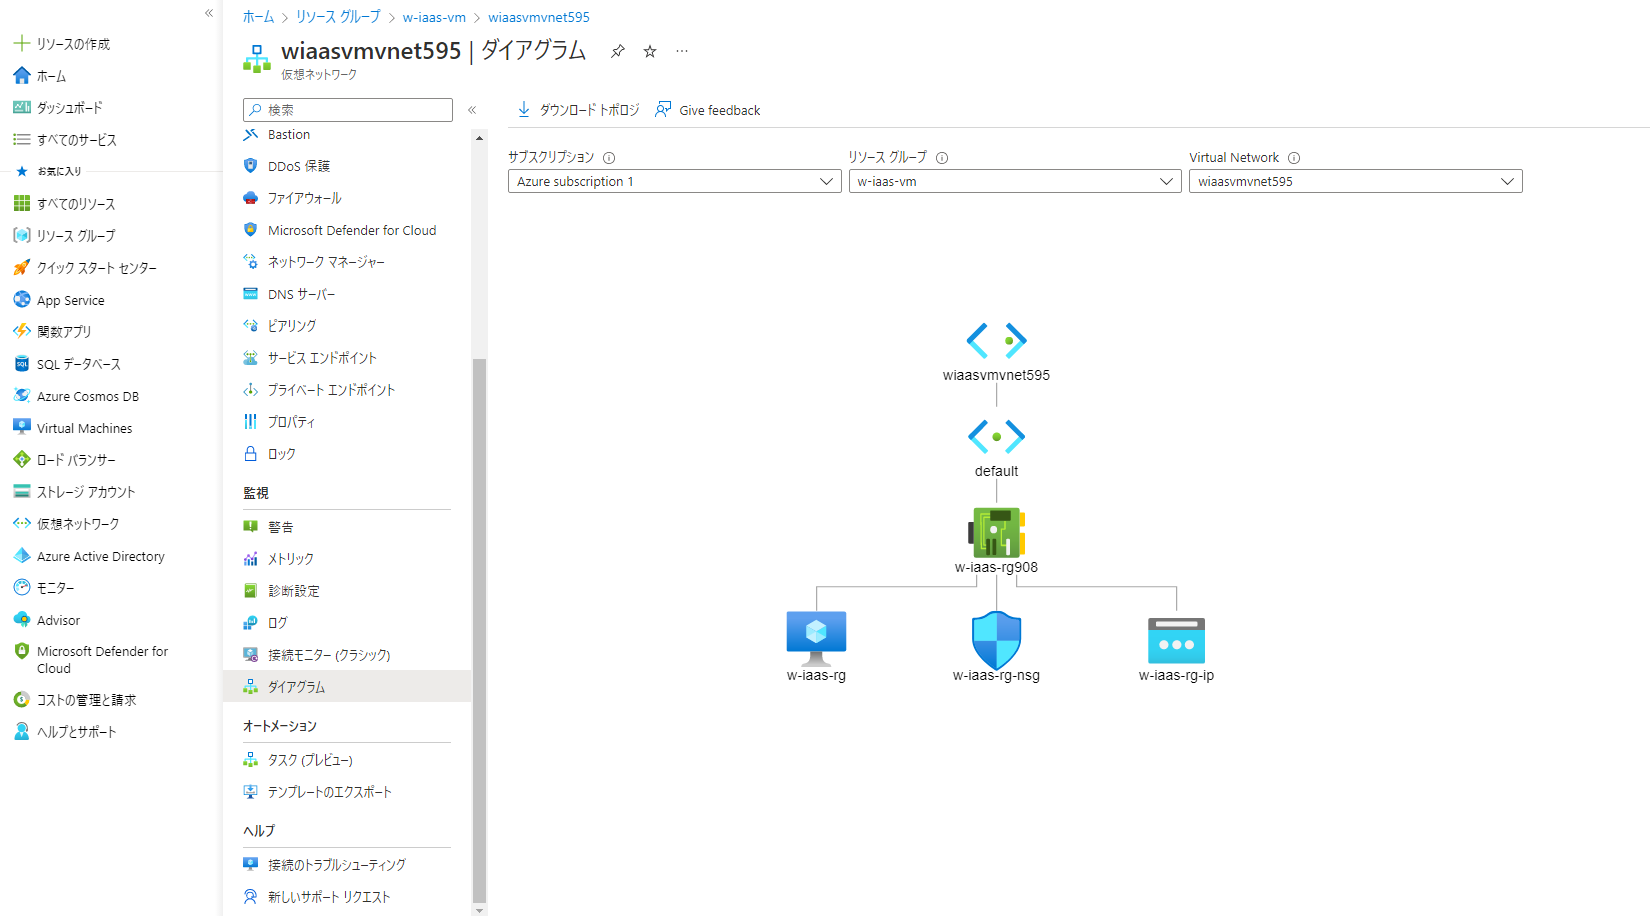 リソースの作成
ホーム
ダッシュボード
すべてのサービス
お気に入り
すべてのリソース
リソース グループ
クイック スタート センター
App Service
関数アプリ
SQL データベース
Azure Cosmos DB
Virtual Machines
ロード バランサー
ストレージ アカウント
仮想ネットワーク
Azure Active Directory
モニター
Advisor
Microsoft Defender for
Cloud
コストの管理と請求
ヘルプとサポート
ホーム > リソース グループ > w-iaas-vm > wiaasvmvnet595
wiaasvmvnet595 | ダイアグラム
仮想ネットワーク
検索
Bastion
DDoS 保護
ファイアウォール
Microsoft Defender for Cloud
ネットワーク マネージャー
DNS サーバー
ピアリング
サービス エンドポイント
プライベート エンドポイント
プロパティ
ロック
監視
警告
メトリック
診断設定
ログ
接続モニター (クラシック)
ダイアグラム
オートメーション
タスク (プレビュー)
テンプレートのエクスポート
ヘルプ
接続のトラブルシューティング
新しいサポート リクエスト
ダウンロード トポロジ Give feedback
サブスクリプション リソース グループ Virtual Network
Azure subscription 1 w-iaas-vm wiaasvmvnet595
wiaasvmvnet595
default
w-iaas-rg908
w-iaas-rg w-iaas-rg-nsg w-iaas-rg-ip